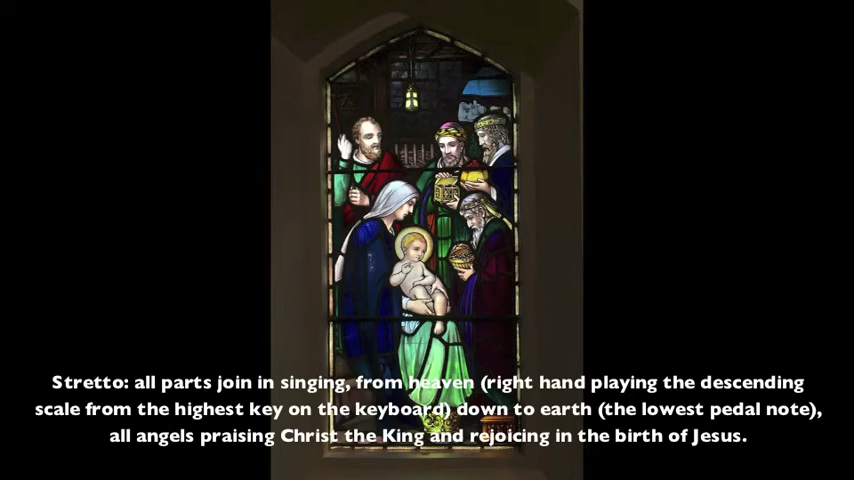 Stretto: all parts join in singing, from heaven (right hand playing the descending
scale from the highest key on the keyboard) down to earth (the lowest pedal note),
all angels praising Christ the King and rejoicing in the birth of Jesus.